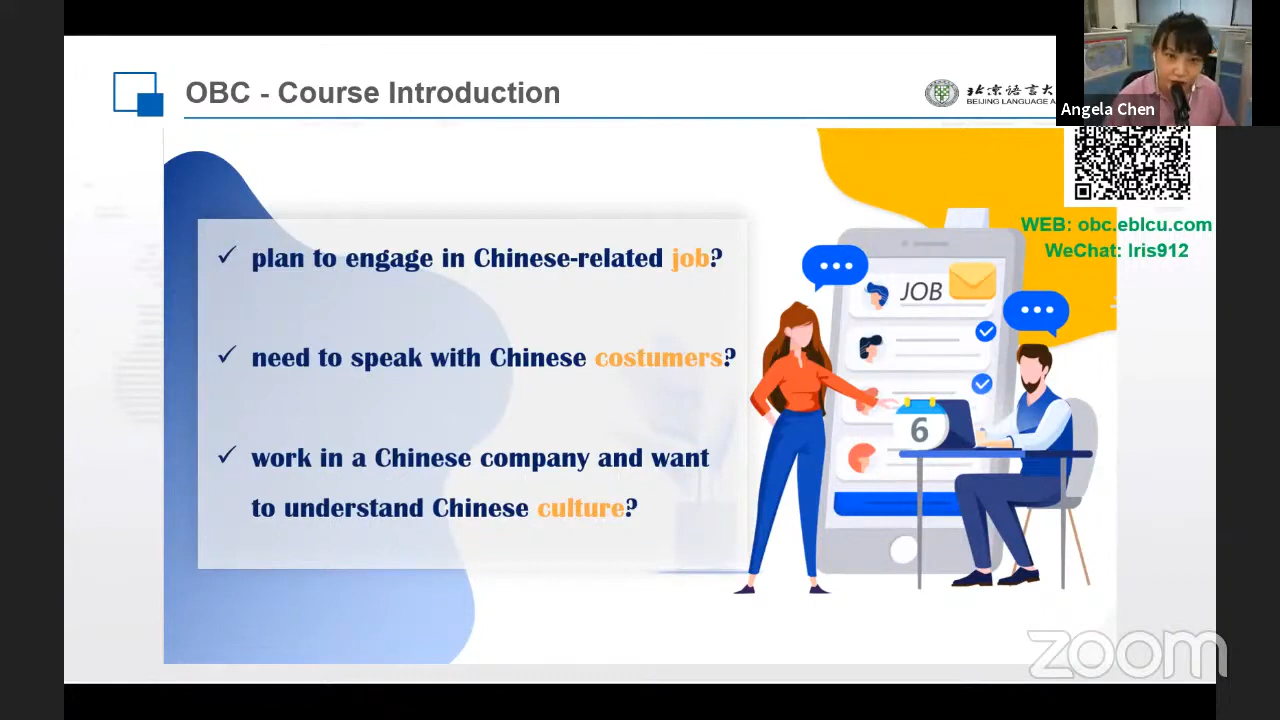 OBC - Course Introduction
北京语言大
BEIJING LANGUAGE A
Angela Chen
WEB: obc.eblcu.com
WeChat: Iris912
✓ plan to engage in Chinese-related job?
✓ need to speak with Chinese costumers?
✓ work in a Chinese company and want
to understand Chinese culture?
JOB
6
zoom